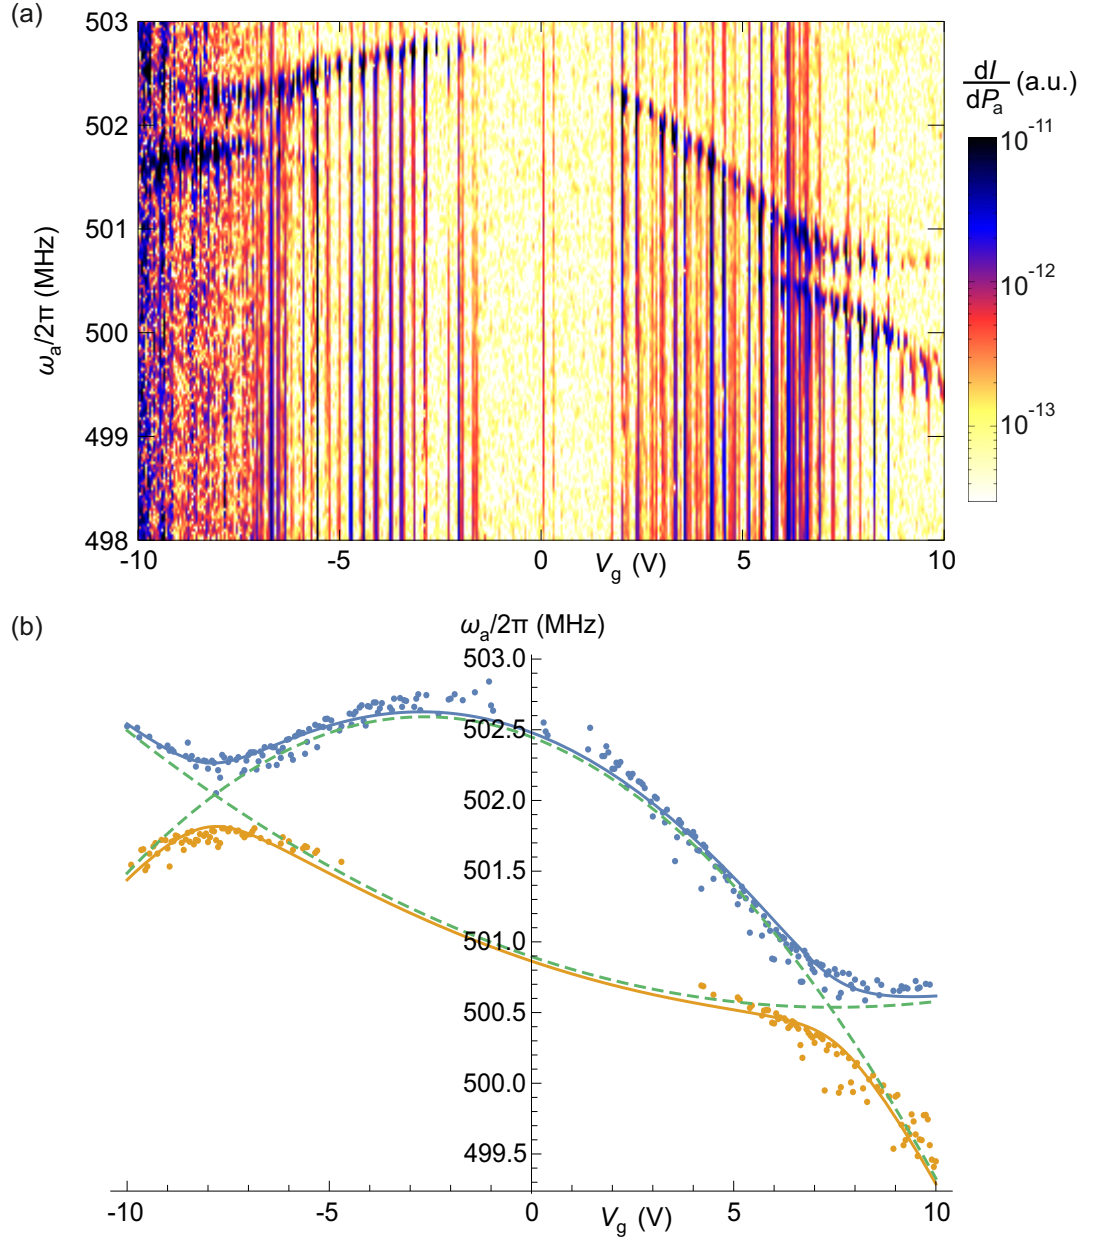 (a)
503
502
501
500
499
498
ωa/2π (MHz)
-10 -5 0 5 10
Vg (V)
dI/dPa (a.u.)
10-11
10-12
10-13
(b)
ωa/2π (MHz)
503.0
502.5
502.0
501.5
501.0
500.5
500.0
499.5
-10 -5 0 5 10
Vg (V)